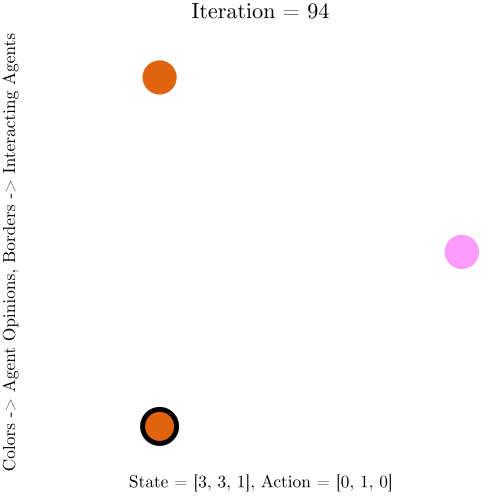 Iteration = 94
Colors -> Agent Opinions, Borders -> Interacting Agents
State = [3, 3, 1], Action = [0, 1, 0]